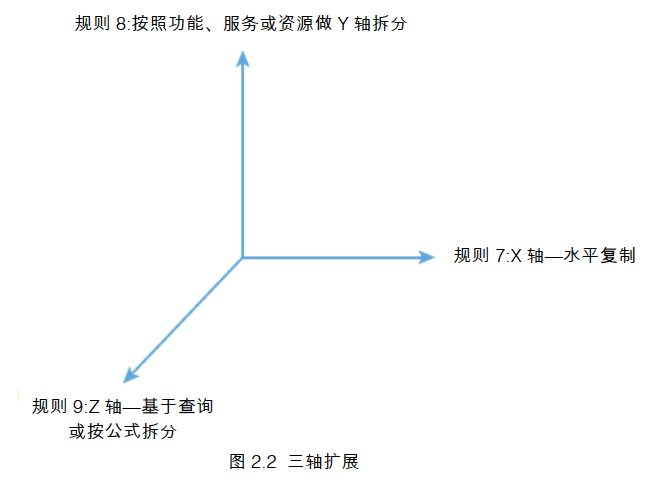 规则 8:按照功能、服务或资源做 Y 轴拆分
规则 7:X 轴—水平复制
规则 9:Z 轴—基于查询
或按公式拆分
图 2.2 三轴扩展